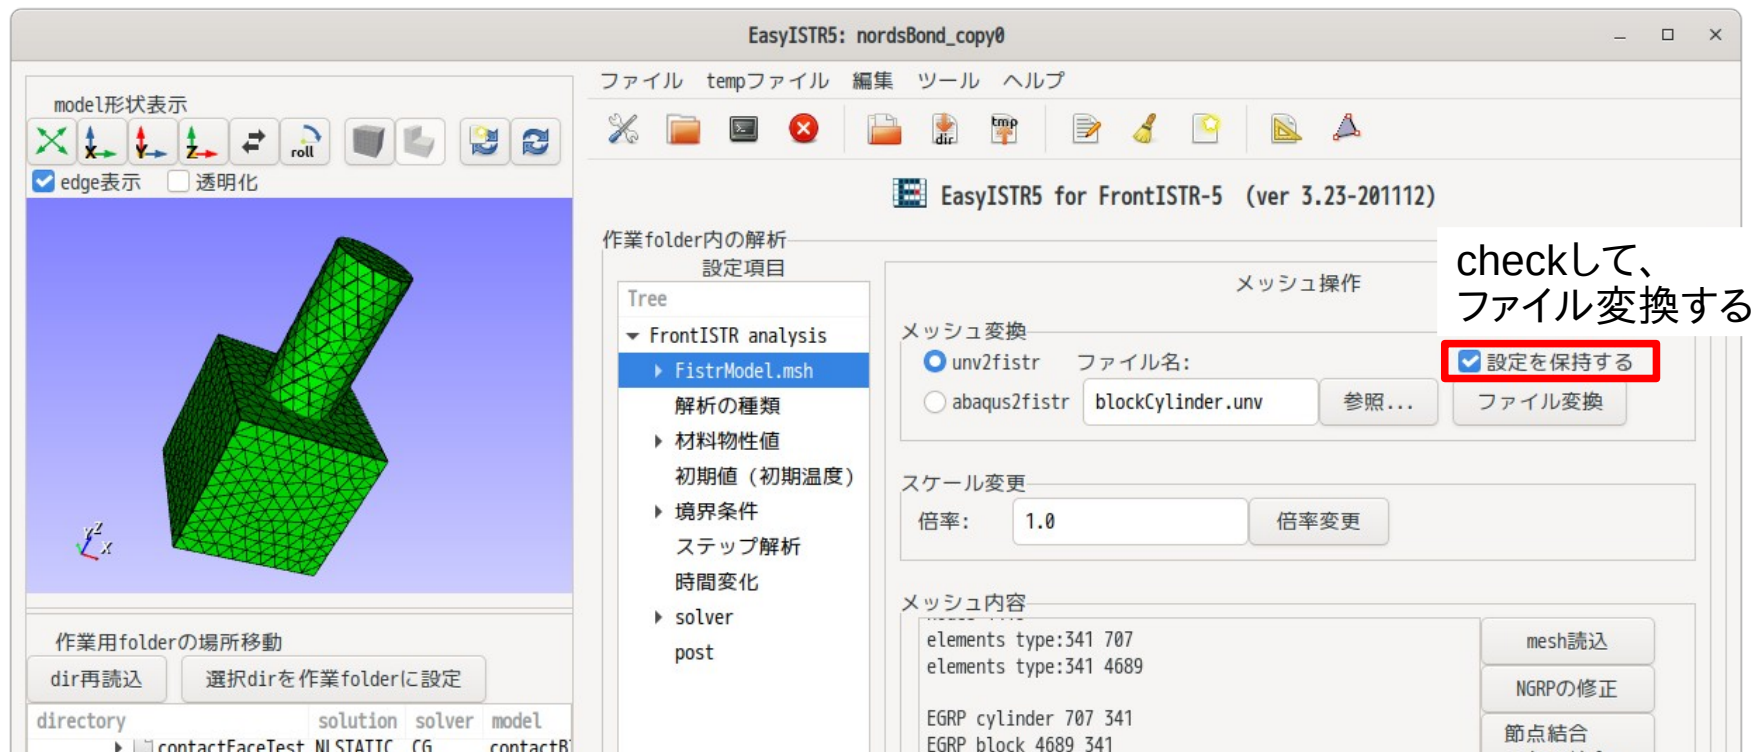 EasyISTR5: nordsBond_copy0
model形状表示
X
Y
Z
roll
edge表示
透明化
Z
Y
X
作業用folderの場所移動
dir再読込
選択dirを作業folderに設定
directory solution solver model
contactFaceTest NLSTATIC CG contactB
ファイル tempファイル 編集 ツール ヘルプ
dir
tmp
EasyISTR5 for FrontISTR-5 (ver 3.23-201112)
作業folder内の解析
設定項目
Tree
FrontISTR analysis
FistrModel.msh
解析の種類
材料物性値
初期値 (初期温度)
境界条件
ステップ解析
時間変化
solver
post
メッシュ操作
checkして、
ファイル変換する
メッシュ変換
unv2fistr ファイル名: 設定を保持する
abaqus2fistr blockCylinder.unv 参照... ファイル変換
スケール変更
倍率: 1.0 倍率変更
メッシュ内容
elements type:341 707
elements type:341 4689
EGRP cylinder 707 341
EGRP block 4689 341
mesh読込
NGRPの修正
節点結合